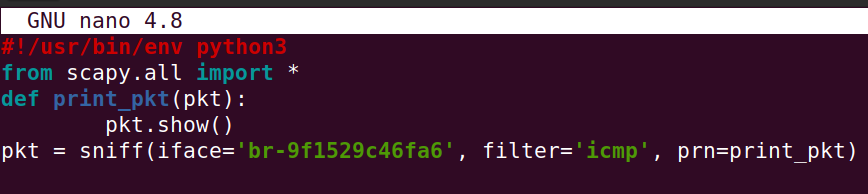 GNU nano 4.8
#!/usr/bin/env python3
from scapy.all import *
def print_pkt(pkt):
        pkt.show()
pkt = sniff(iface='br-9f1529c46fa6', filter='icmp', prn=print_pkt)